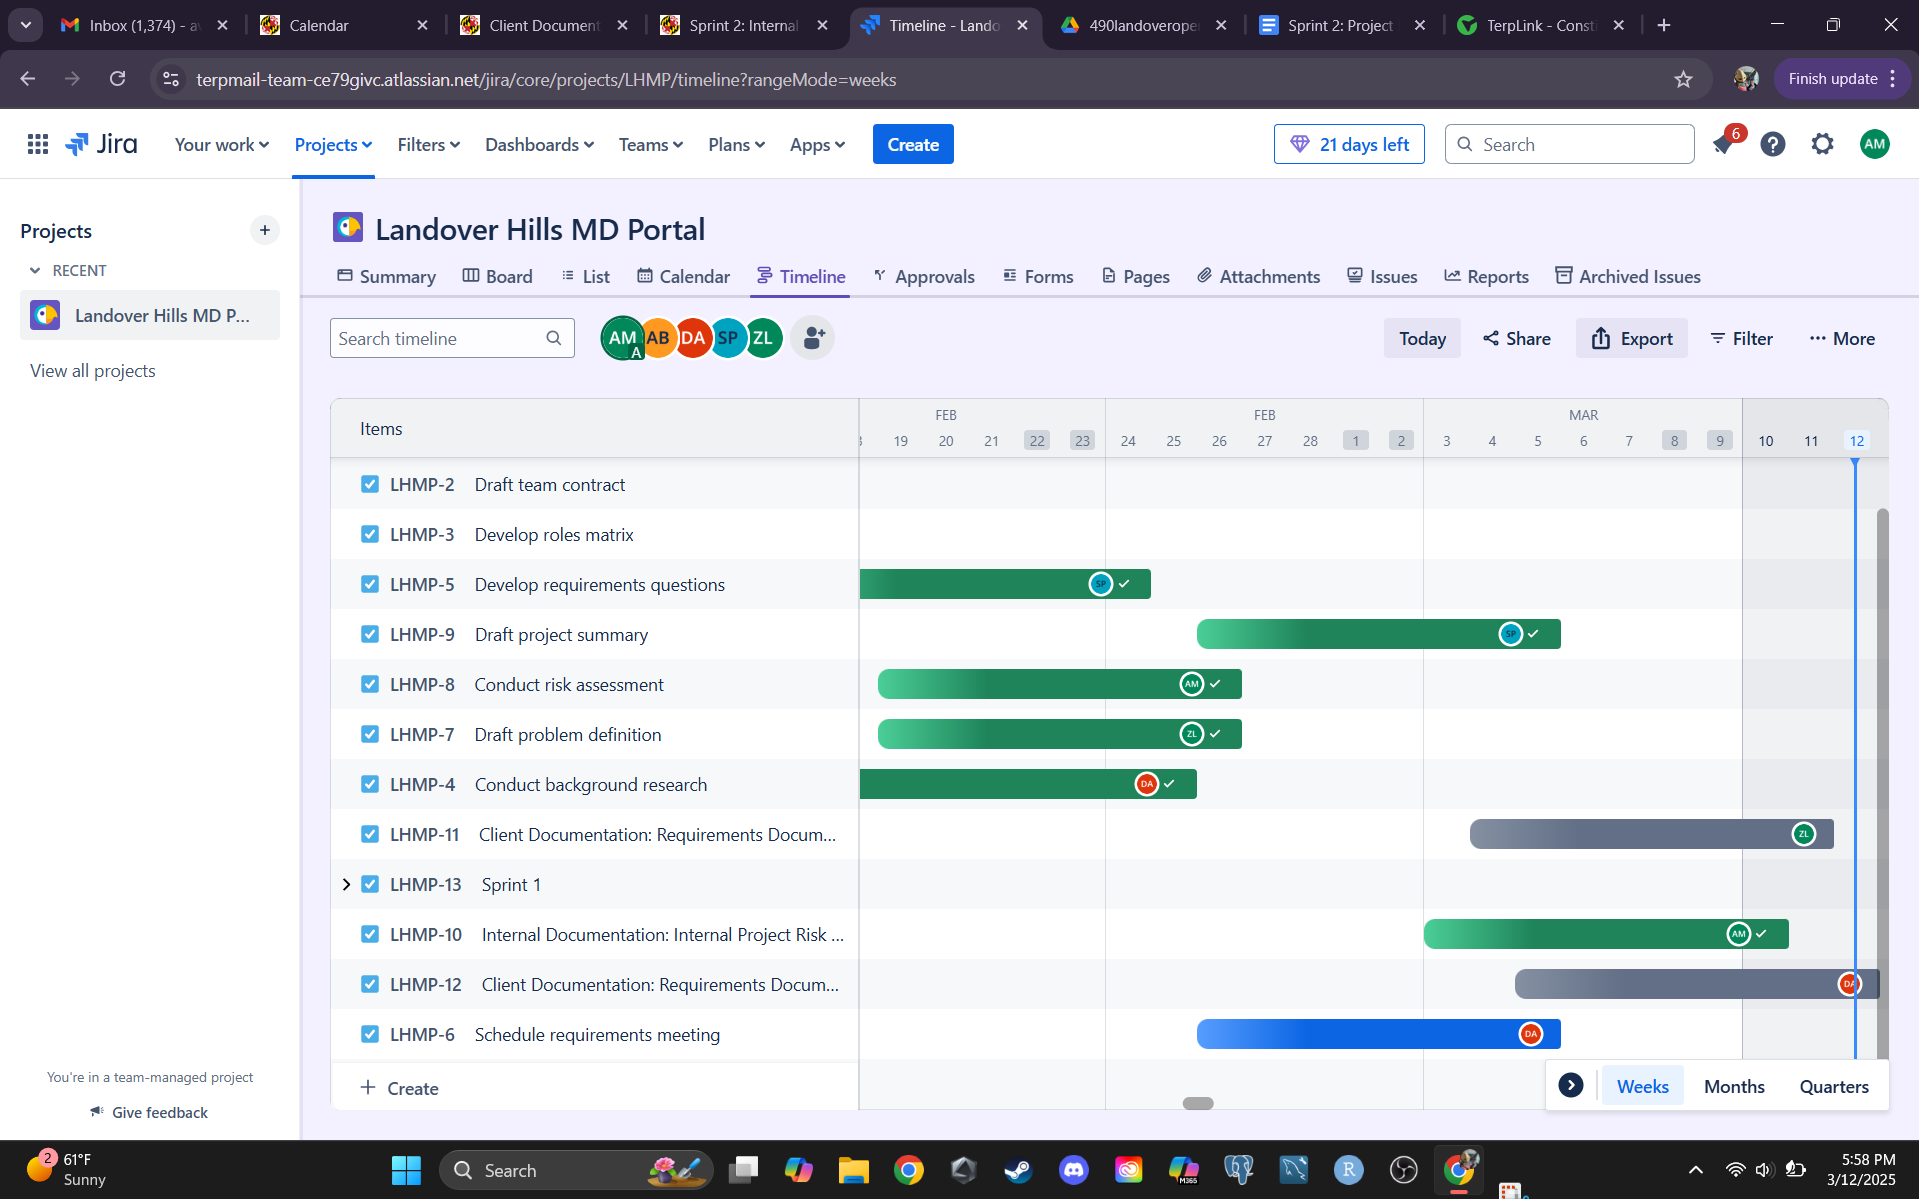 Inbox (1,374) - a
Calendar
Client Document
Sprint 2: Internal
Timeline - Lando
490landoverope
Sprint 2: Project
TerpLink - Consti
terpmail-team-ce79givc.atlassian.net/jira/core/projects/LHMP/timeline?rangeMode=weeks
Finish update
Jira
Your work
Projects
Filters
Dashboards
Teams
Plans
Apps
Create
21 days left
Search
6
AM
Projects
RECENT
Landover Hills MD P...
View all projects
You're in a team-managed project
Give feedback
Landover Hills MD Portal
Summary
Board
List
Calendar
Timeline
Approvals
Forms
Pages
Attachments
Issues
Reports
Archived Issues
Search timeline
AM A AB DA SP ZL
Today
Share
Export
Filter
More
Items
FEB FEB MAR
19 20 21 22 23 24 25 26 27 28 1 2 3 4 5 6 7 8 9 10 11 12
LHMP-2 Draft team contract
LHMP-3 Develop roles matrix
LHMP-5 Develop requirements questions SP
LHMP-9 Draft project summary SP
LHMP-8 Conduct risk assessment AM
LHMP-7 Draft problem definition ZL
LHMP-4 Conduct background research DA
LHMP-11 Client Documentation: Requirements Docum... ZL
LHMP-13 Sprint 1
LHMP-10 Internal Documentation: Internal Project Risk ... AM
LHMP-12 Client Documentation: Requirements Docum... DA
LHMP-6 Schedule requirements meeting DA
Create
Weeks
Months
Quarters
2
61°F
Sunny
Search
M365
R
5:58 PM
3/12/2025